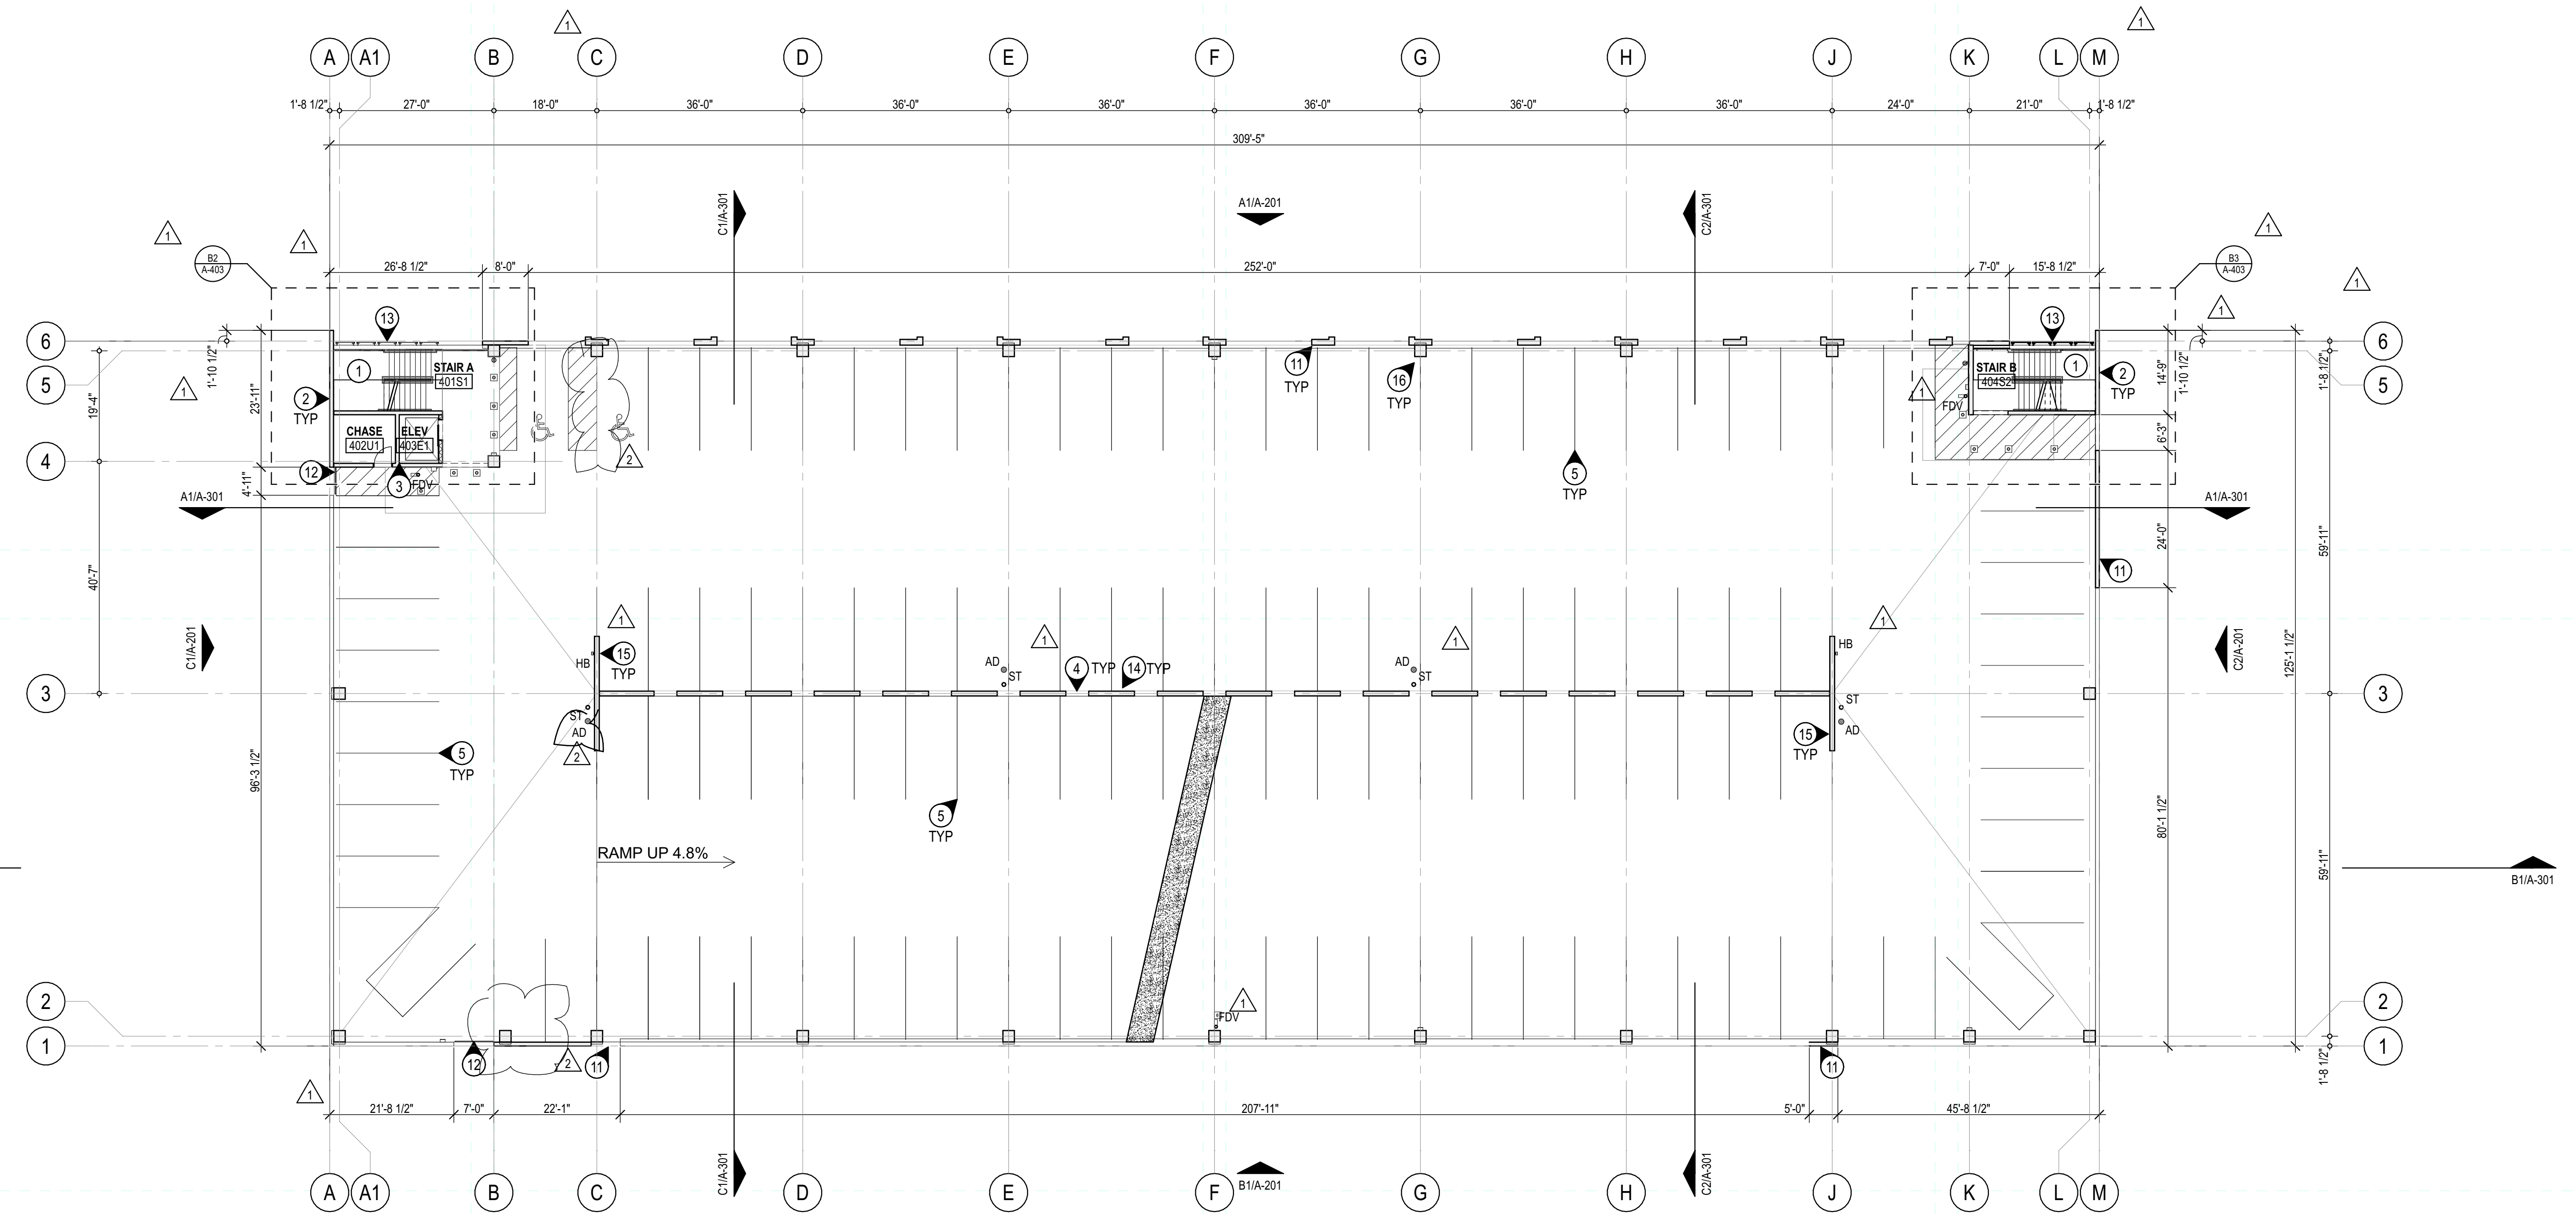 1 1
A A1 B C D E F G H J K L M
1'-8 1/2" 27'-0" 18'-0" 36'-0" 36'-0" 36'-0" 36'-0" 36'-0" 36'-0" 24'-0" 21'-0" 1'-8 1/2"
309'-5"
C1/A-301 A1/A-201 C2/A-301
1 1 1
B2
A-403
B3
A-403
26'-8 1/2" 8'-0" 252'-0" 7'-0" 15'-8 1/2"
1 1
13 13
6 6
5 5
1'-10 1/2"
1 STAIR A
401S1
STAIR B
404S2
1
11
TYP
16
TYP
2
TYP
2
TYP
1 1
FDV
23'-11"
19'-4"
14'-9"
1'-10 1/2"
1'-8 1/2"
CHASE
402U1
ELEV
403E1
6'-3"
4 2
12 3 FDV
5
TYP
4'-11"
A1/A-301 A1/A-301
24'-0"
59'-11"
40'-7"
11
C1/A-201 C2/A-201
125'-1 1/2"
1 1 1 1
HB 15
TYP
AD
ST
4 TYP 14 TYP
AD
ST
HB
3 3
ST
AD
2
ST
AD
15
TYP
5
TYP
96'-3 1/2"
5
TYP
80'-1 1/2"
59'-11"
RAMP UP 4.8%
B1/A-301
2 2
1
FDV
1 1
12 2 11 11
1'-8 1/2"
1
21'-8 1/2" 7'-0" 22'-1" 207'-11" 5'-0" 45'-8 1/2"
C1/A-301 B1/A-201 C2/A-301
A A1 B C D E F G H J K L M